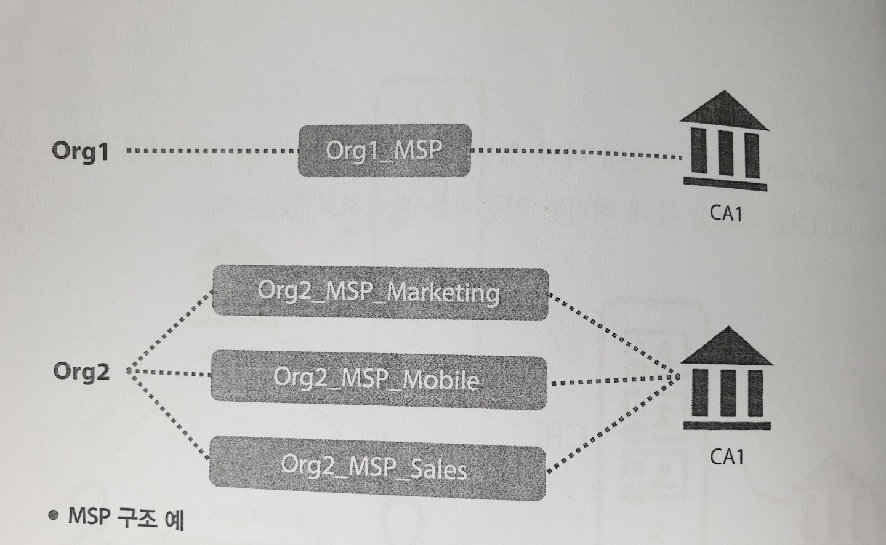 Org1
Org1_MSP
CA1
Org2_MSP_Marketing
Org2
Org2_MSP_Mobile
Org2_MSP_Sales
CA1
• MSP 구조 예